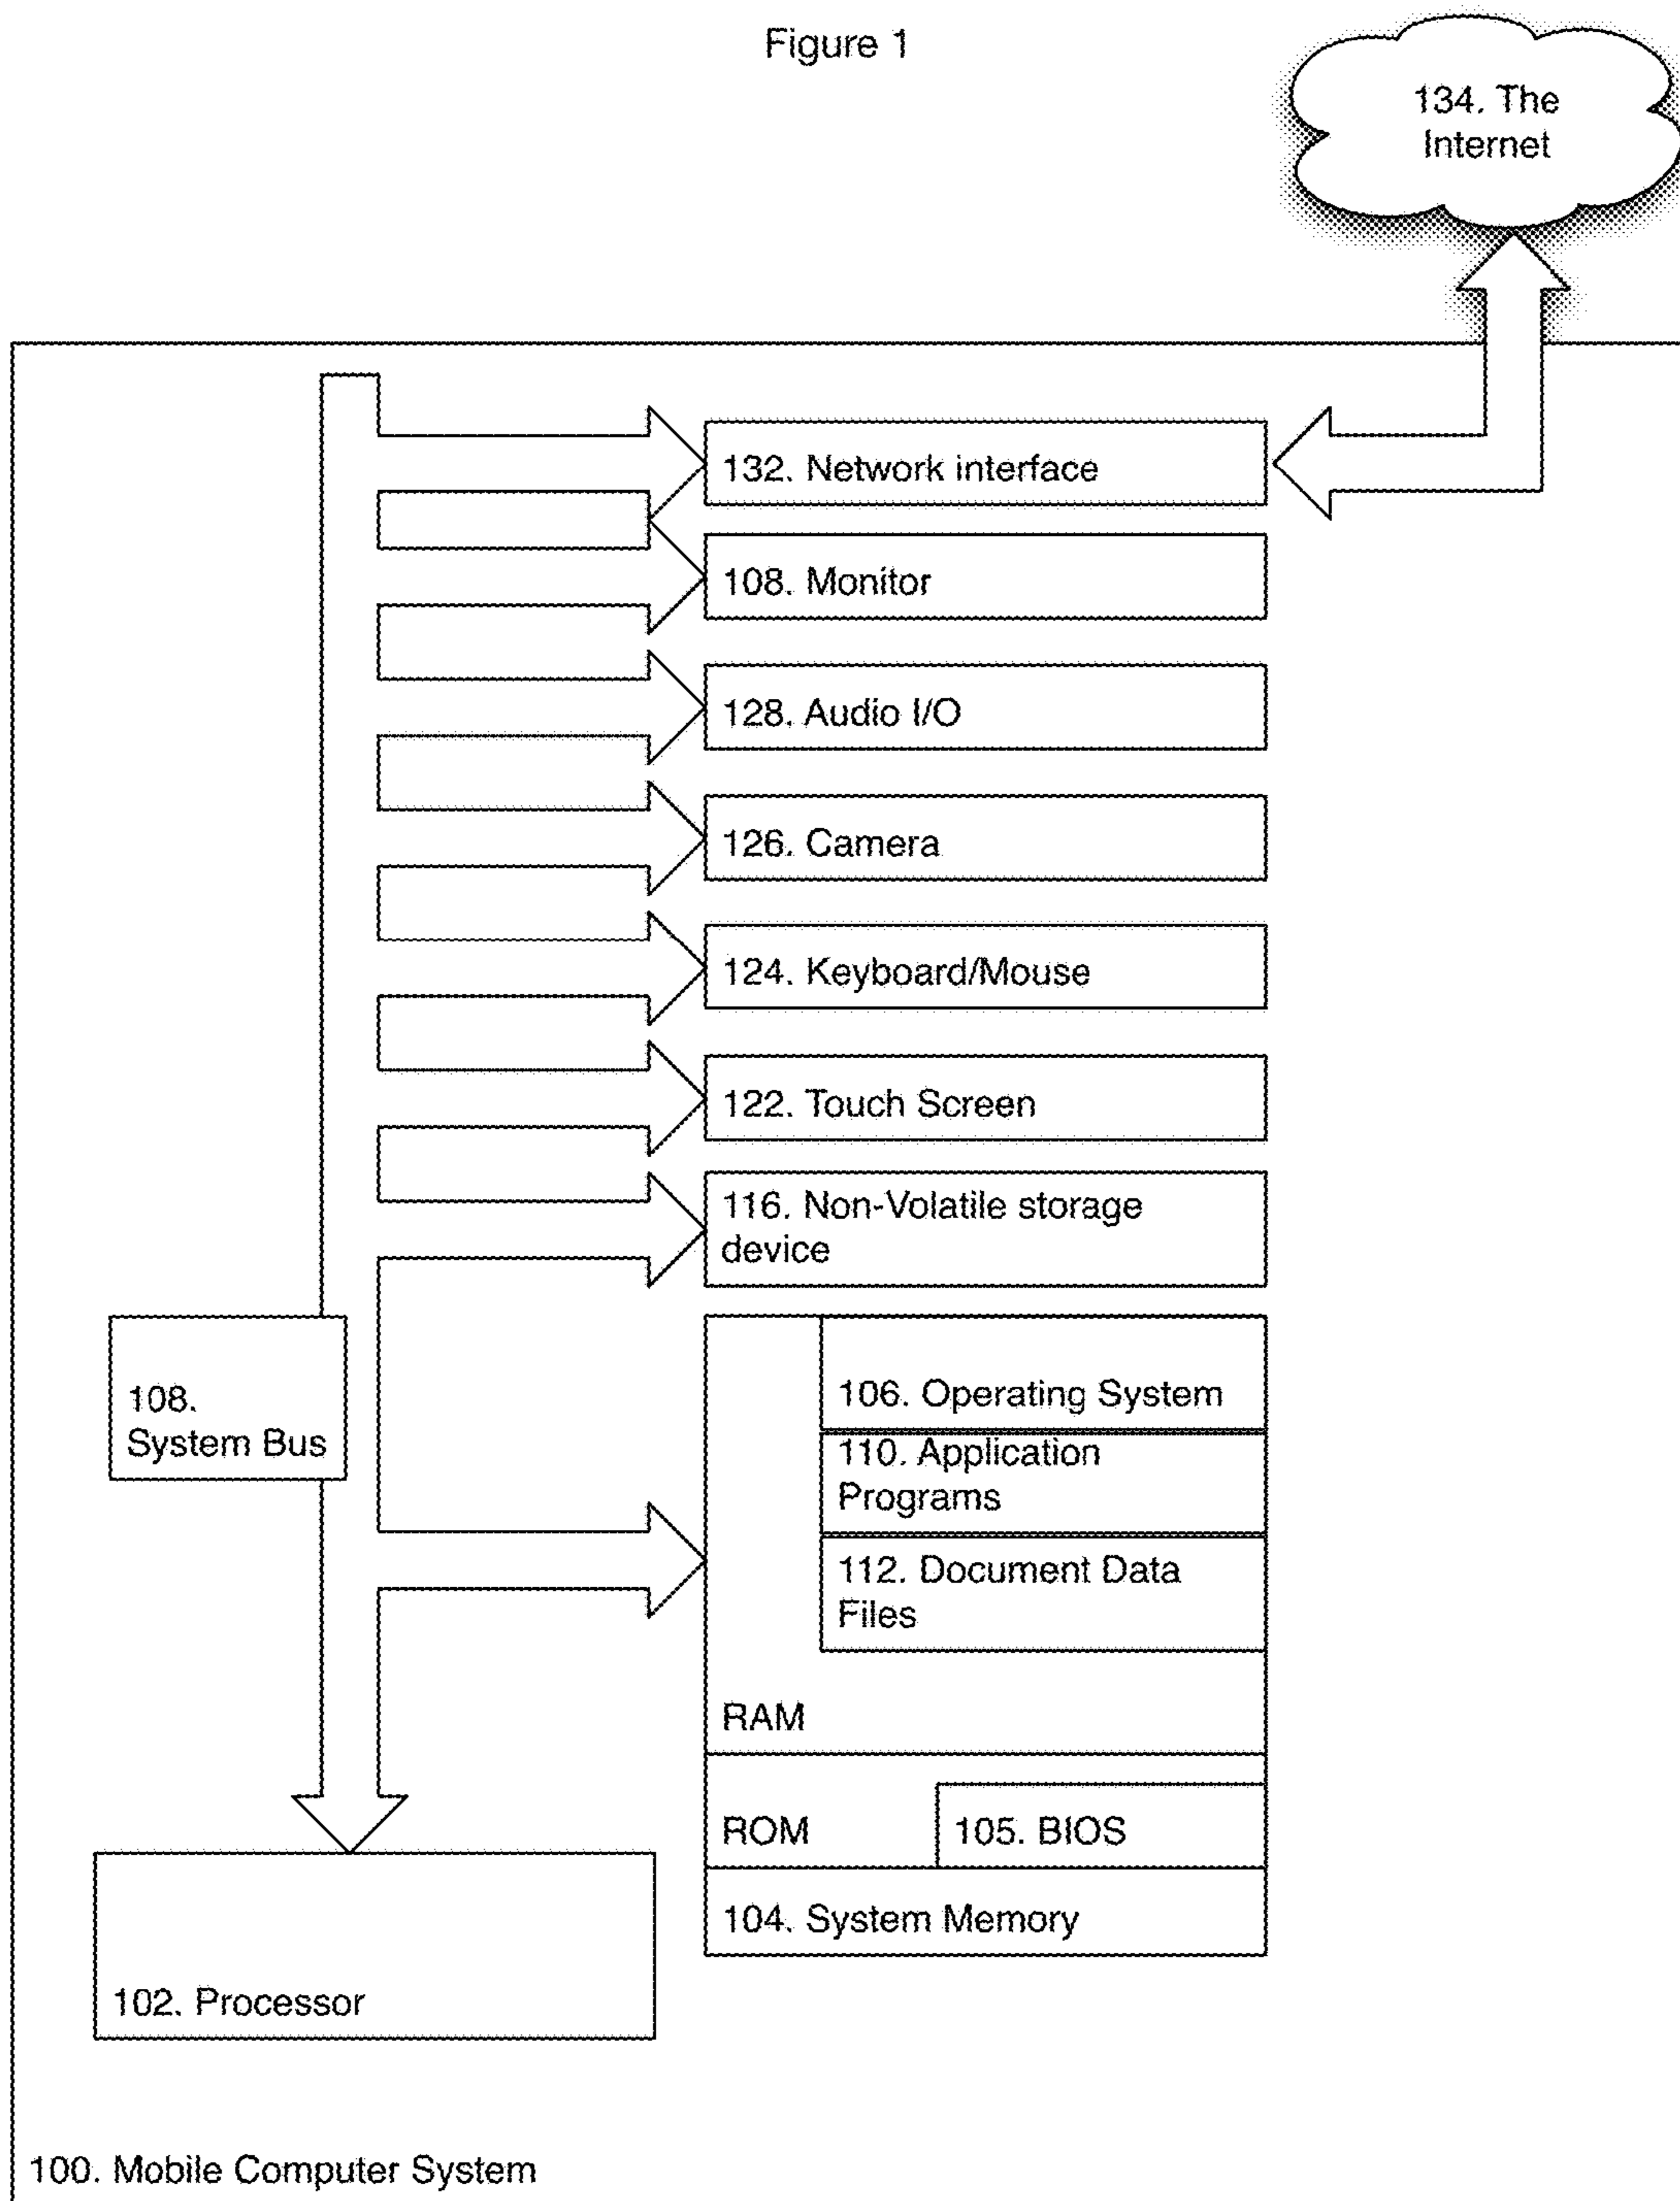 Figure 1
134. The
Internet
132. Network interface
108. Monitor
128. Audio I/O
126. Camera
124. Keyboard/Mouse
122. Touch Screen
116. Non-Volatile storage
device
108.
System Bus
106. Operating System
110. Application
Programs
112. Document Data
Files
RAM
ROM
105. BIOS
104. System Memory
102. Processor
100. Mobile Computer System